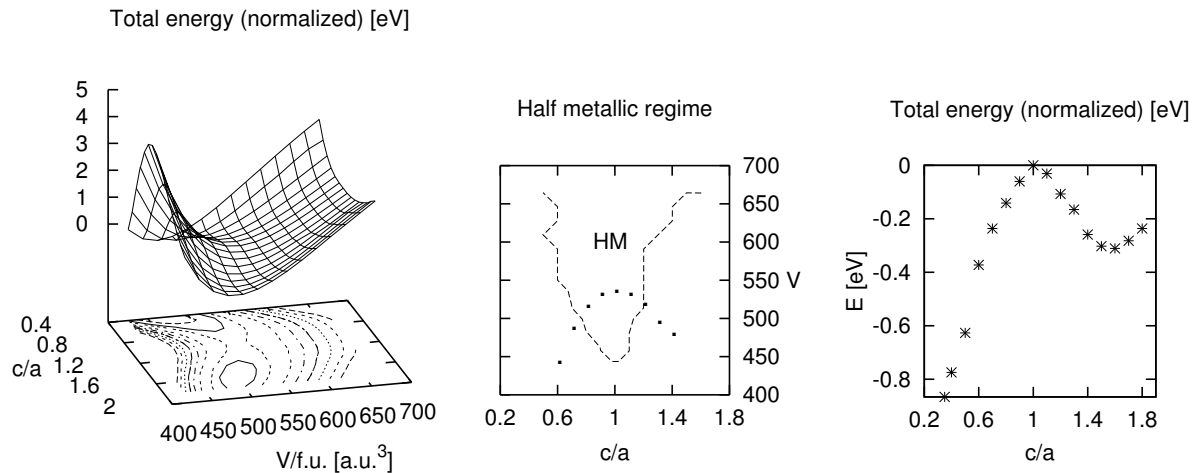 Total energy (normalized) [eV]
5
4
3
2
1
0
0.4
0.8
1.2
1.6
2
c/a
400 450 500 550 600 650 700
V/f.u. [a.u.³]
Half metallic regime
HM
700
650
600
550
500
450
400
V
0.2 0.6 1 1.4 1.8
c/a
Total energy (normalized) [eV]
0
-0.2
-0.4
-0.6
-0.8
E [eV]
0.2 0.6 1 1.4 1.8
c/a